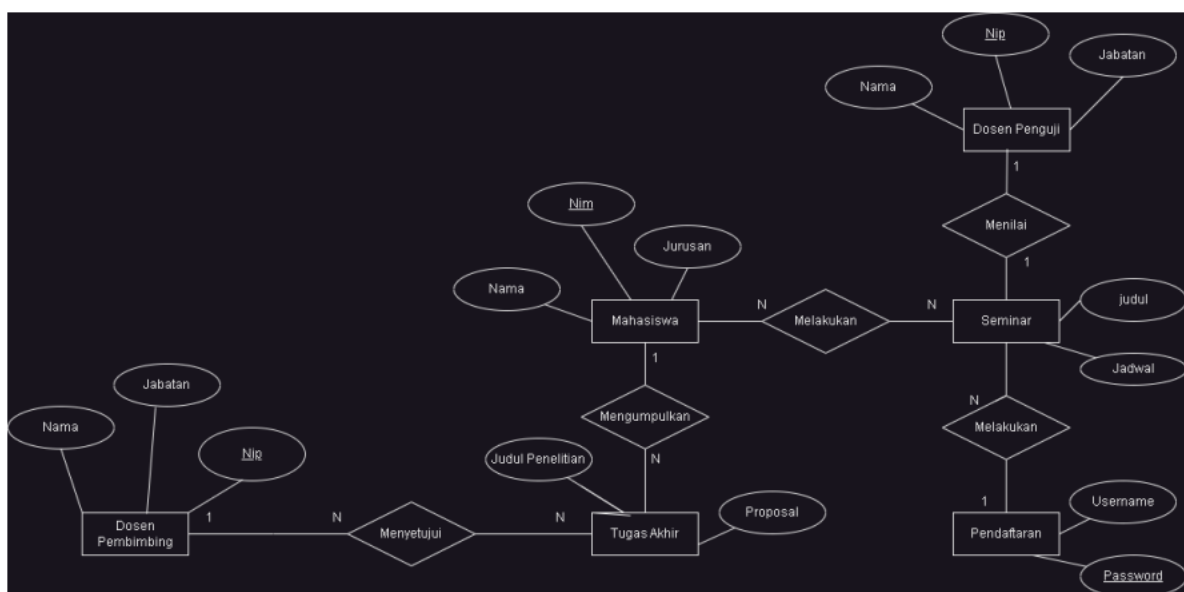 Nip
Jabatan
Nama
Dosen Penguji
1
Menilai
1
Nim
Jurusan
Nama
Mahasiswa
N
Melakukan
N
Seminar
judul
Jadwal
1
Mengumpulkan
N
N
Melakukan
1
Jabatan
Nama
Nip
Judul Penelitian
Proposal
Username
Dosen
Pembimbing
1
N
Menyetujui
N
Tugas Akhir
Pendaftaran
Password